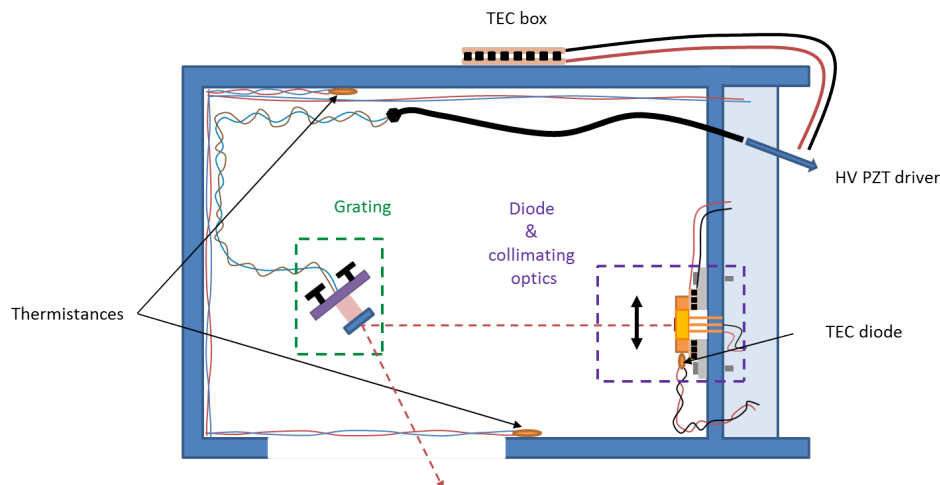 TEC box
HV PZT driver
Grating
Diode
&
collimating
optics
Thermistances
TEC diode